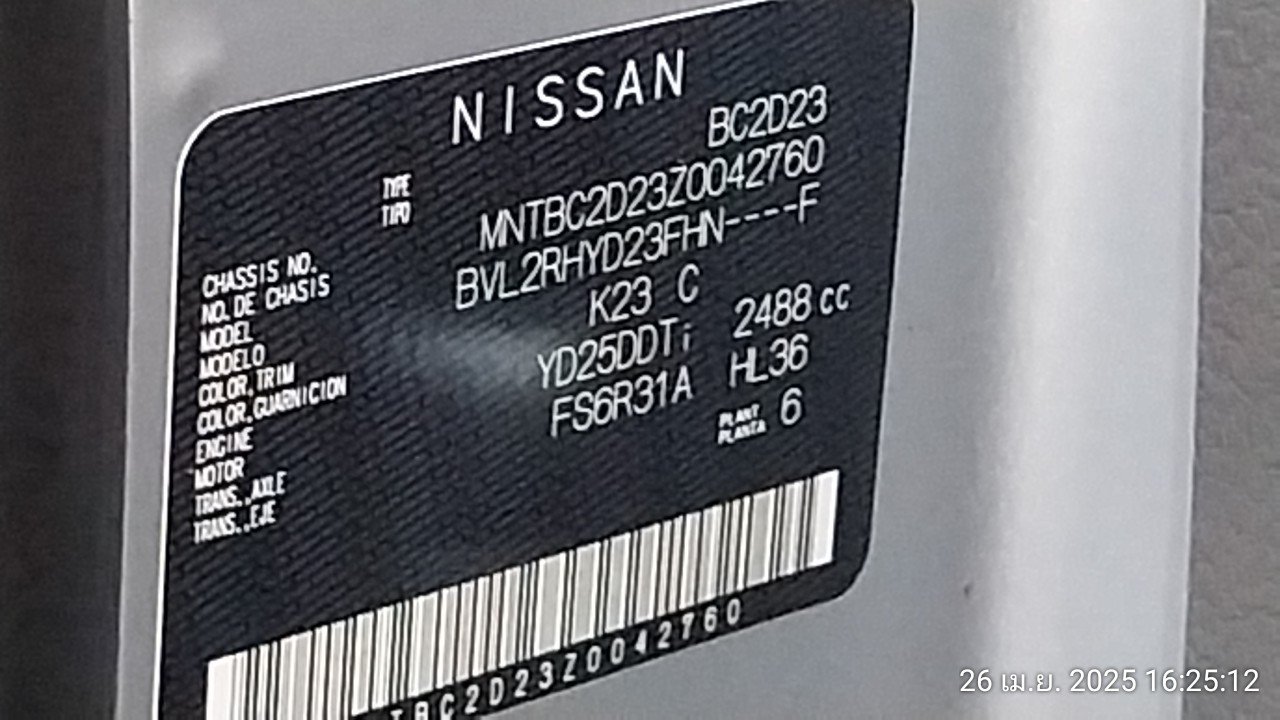 NISSAN
TYPE BC2D23
TIPO
CHASSIS NO. MNTBC2D23Z0042760
NO. DE CHASIS
MODEL BVL2RHYD23FHN----F
MODELO
COLOR,TRIM K23 C
COLOR,GUARNICION
ENGINE YD25DDTi 2488 cc
MOTOR
TRANS.,AXLE FS6R31A HL36
TRANS.,EJE
PLANT 6
PLANTA
TBC2D23Z0042760
26 เม.ย. 2025 16:25:12